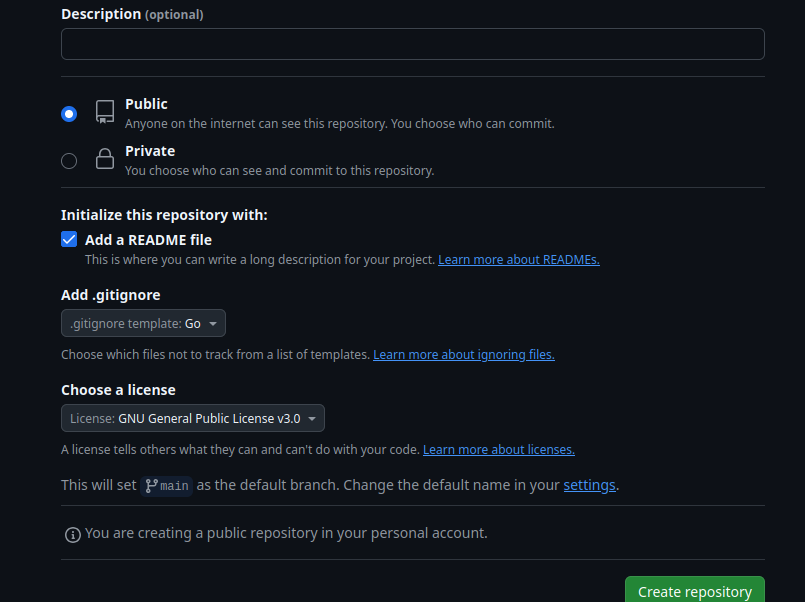 Description (optional)
Public
Anyone on the internet can see this repository. You choose who can commit.
Private
You choose who can see and commit to this repository.
Initialize this repository with:
Add a README file
This is where you can write a long description for your project. Learn more about READMEs.
Add .gitignore
.gitignore template: Go
Choose which files not to track from a list of templates. Learn more about ignoring files.
Choose a license
License: GNU General Public License v3.0
A license tells others what they can and can't do with your code. Learn more about licenses.
This will set main as the default branch. Change the default name in your settings.
You are creating a public repository in your personal account.
Create repository